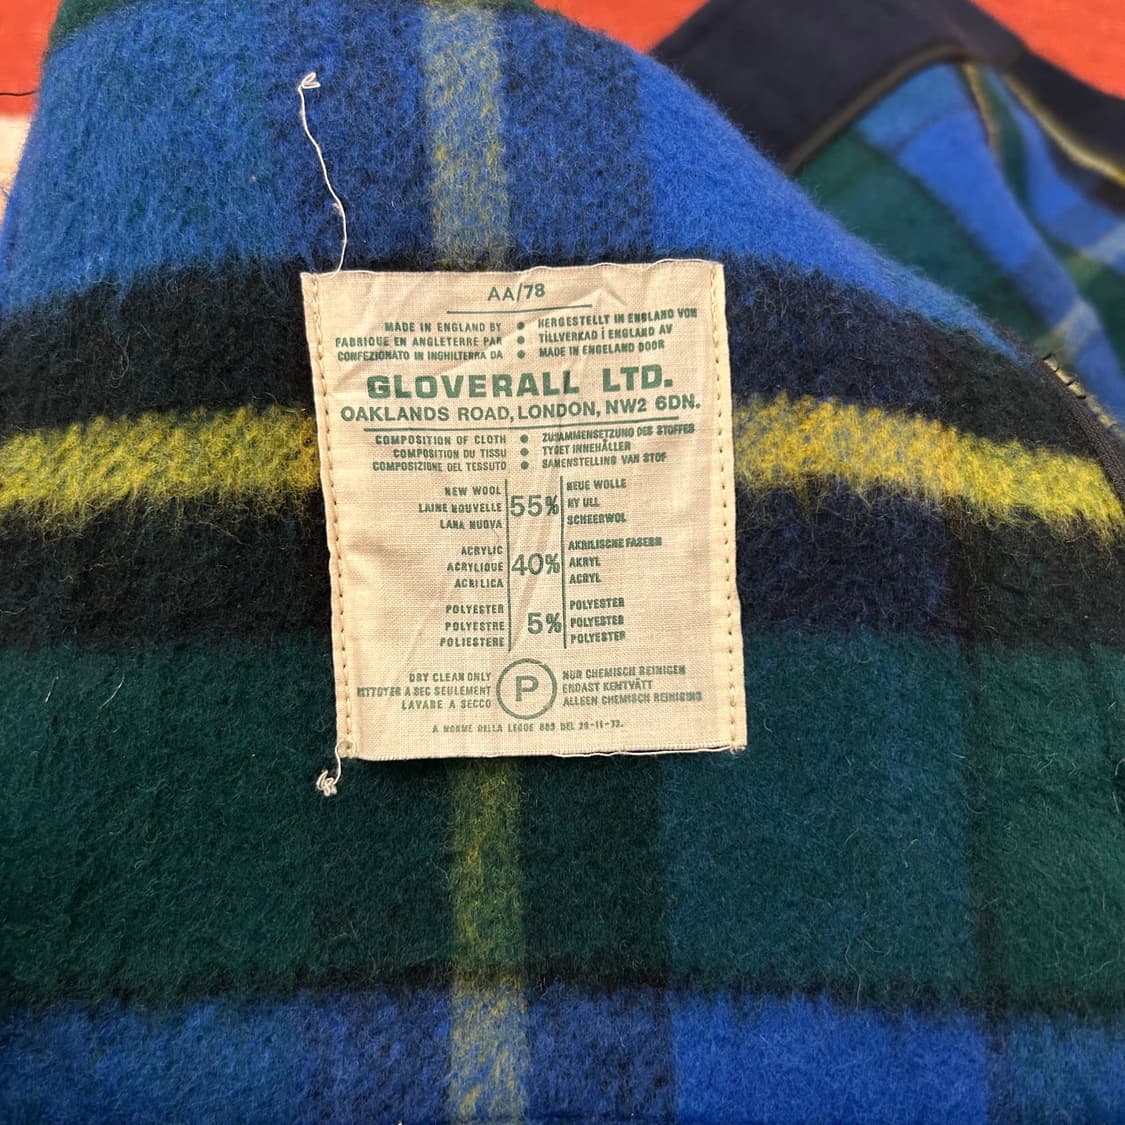 AA/78
MADE IN ENGLAND BY • HERGESTELLT IN ENGLAND VON
FABRIQUE EN ANGLETERRE PAR • TILLVERKAD I ENGLAND AV
CONFEZIONATO IN INGHILTERRA DA • MADE IN ENGELAND DOOR
GLOVERALL LTD.
OAKLANDS ROAD, LONDON, NW2 6DN.
COMPOSITION OF CLOTH • ZUSAMMENSETZUNG DES STOFFES
COMPOSITION DU TISSU • TYGET INNEHÅLLER
COMPOSIZIONE DEL TESSUTO • SAMENSTELLING VAN STOF
NEW WOOL NEUE WOLLE
LAINE NOUVELLE 55% NY ULL
LANA NUOVA SCHEERWOL
ACRYLIC AKRILISCHE FASERN
ACRYLIQUE 40% AKRYL
ACRILICA ACRYL
POLYESTER POLYESTER
POLYESTRE 5% POLYESTER
POLIESTERE POLYESTER
DRY CLEAN ONLY NUR CHEMISCH REINIGEN
NETTOYER A SEC SEULEMENT P ENDAST KEMTVÄTT
LAVARE A SECCO ALLEEN CHEMISCH REINIGING
A NORME DELLA LEGGE 883 DEL 26-11-73.